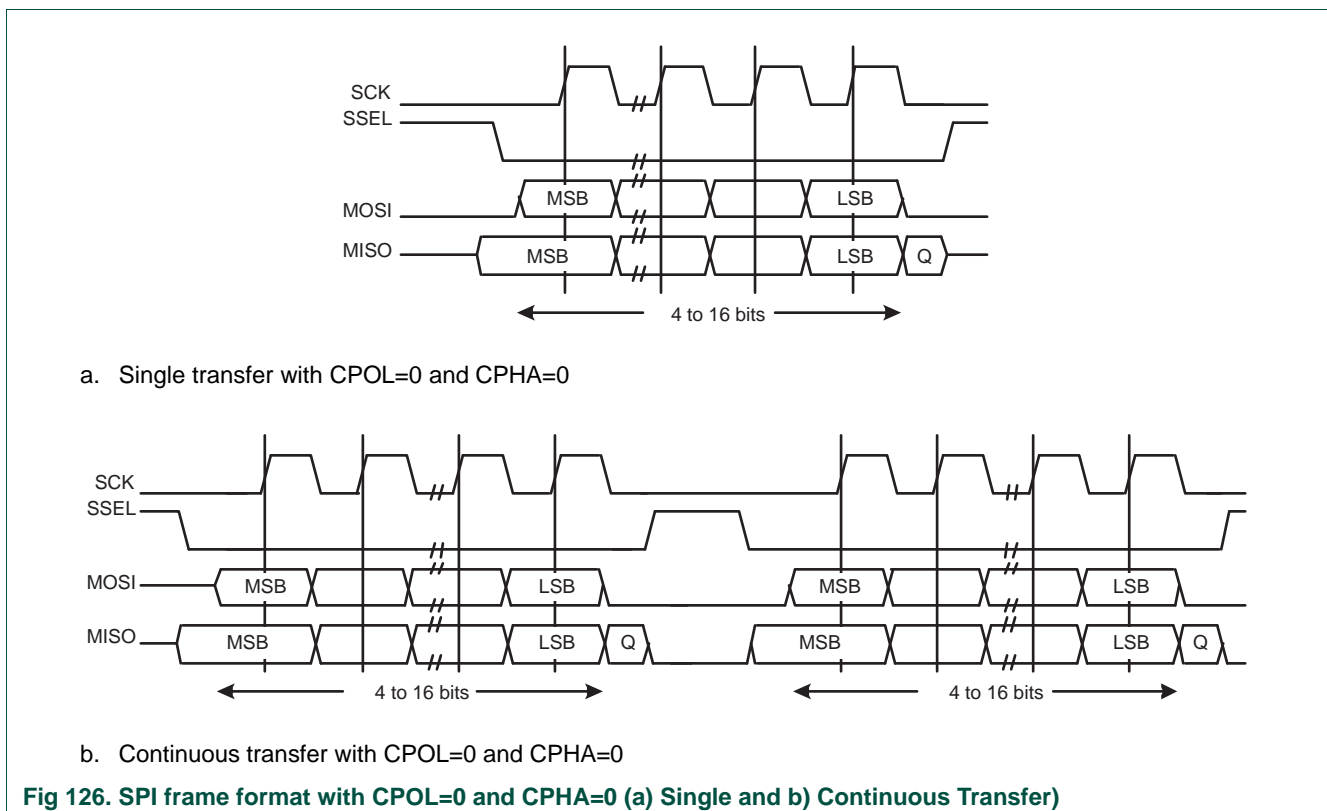 SCK
SSEL
MOSI
MSB
LSB
MISO
MSB
LSB
Q
4 to 16 bits
a. Single transfer with CPOL=0 and CPHA=0
SCK
SSEL
MOSI
MSB
LSB
MSB
LSB
MISO
MSB
LSB
Q
MSB
LSB
Q
4 to 16 bits
4 to 16 bits
b. Continuous transfer with CPOL=0 and CPHA=0
Fig 126. SPI frame format with CPOL=0 and CPHA=0 (a) Single and b) Continuous Transfer)